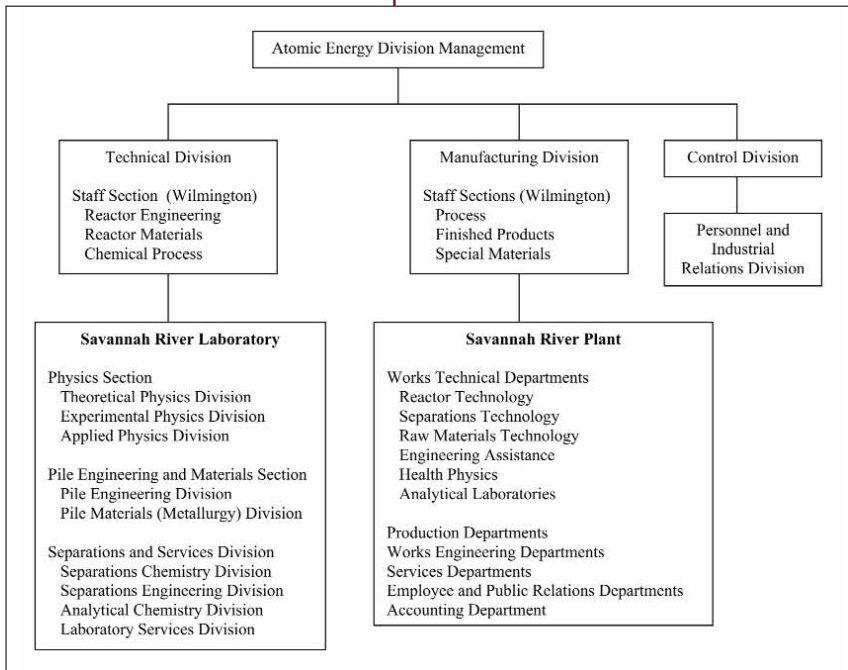 Atomic Energy Division Management
Technical Division
Staff Section (Wilmington)
Reactor Engineering
Reactor Materials
Chemical Process
Manufacturing Division
Staff Sections (Wilmington)
Process
Finished Products
Special Materials
Control Division
Personnel and
Industrial
Relations Division
Savannah River Laboratory
Physics Section
Theoretical Physics Division
Experimental Physics Division
Applied Physics Division
Pile Engineering and Materials Section
Pile Engineering Division
Pile Materials (Metallurgy) Division
Separations and Services Division
Separations Chemistry Division
Separations Engineering Division
Analytical Chemistry Division
Laboratory Services Division
Savannah River Plant
Works Technical Departments
Reactor Technology
Separations Technology
Raw Materials Technology
Engineering Assistance
Health Physics
Analytical Laboratories
Production Departments
Works Engineering Departments
Services Departments
Employee and Public Relations Departments
Accounting Department